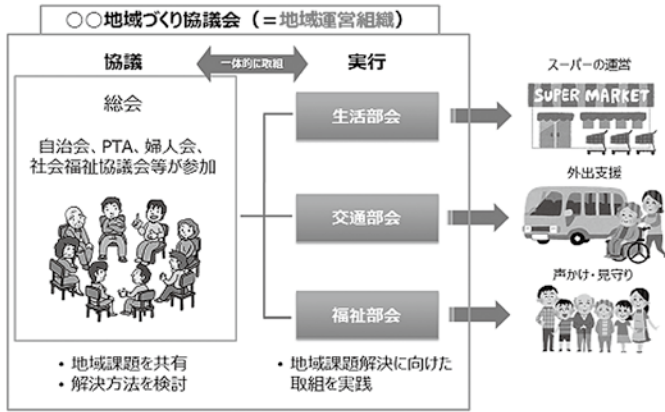 ○○地域づくり協議会（＝地域運営組織）
協議
一体的に取組
実行
総会
自治会、PTA、婦人会、
社会福祉協議会等が参加
・地域課題を共有
・解決方法を検討
生活部会
交通部会
福祉部会
・地域課題解決に向けた
取組を実践
スーパーの運営
SUPER MARKET
外出支援
声かけ・見守り